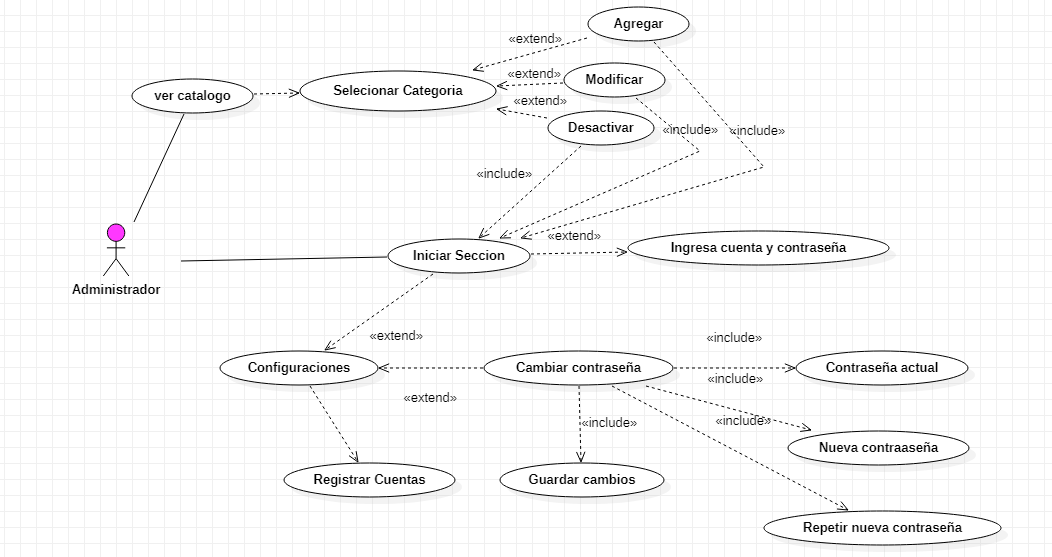 Agregar
«extend»
Modificar
«extend»
ver catalogo
Selecionar Categoria
«extend»
Desactivar
«include»
«include»
«include»
«extend»
Ingresa cuenta y contraseña
Iniciar Seccion
Administrador
«extend»
«include»
Configuraciones
Cambiar contraseña
Contraseña actual
«include»
«extend»
«include»
«include»
Nueva contraaseña
Registrar Cuentas
Guardar cambios
Repetir nueva contraseña